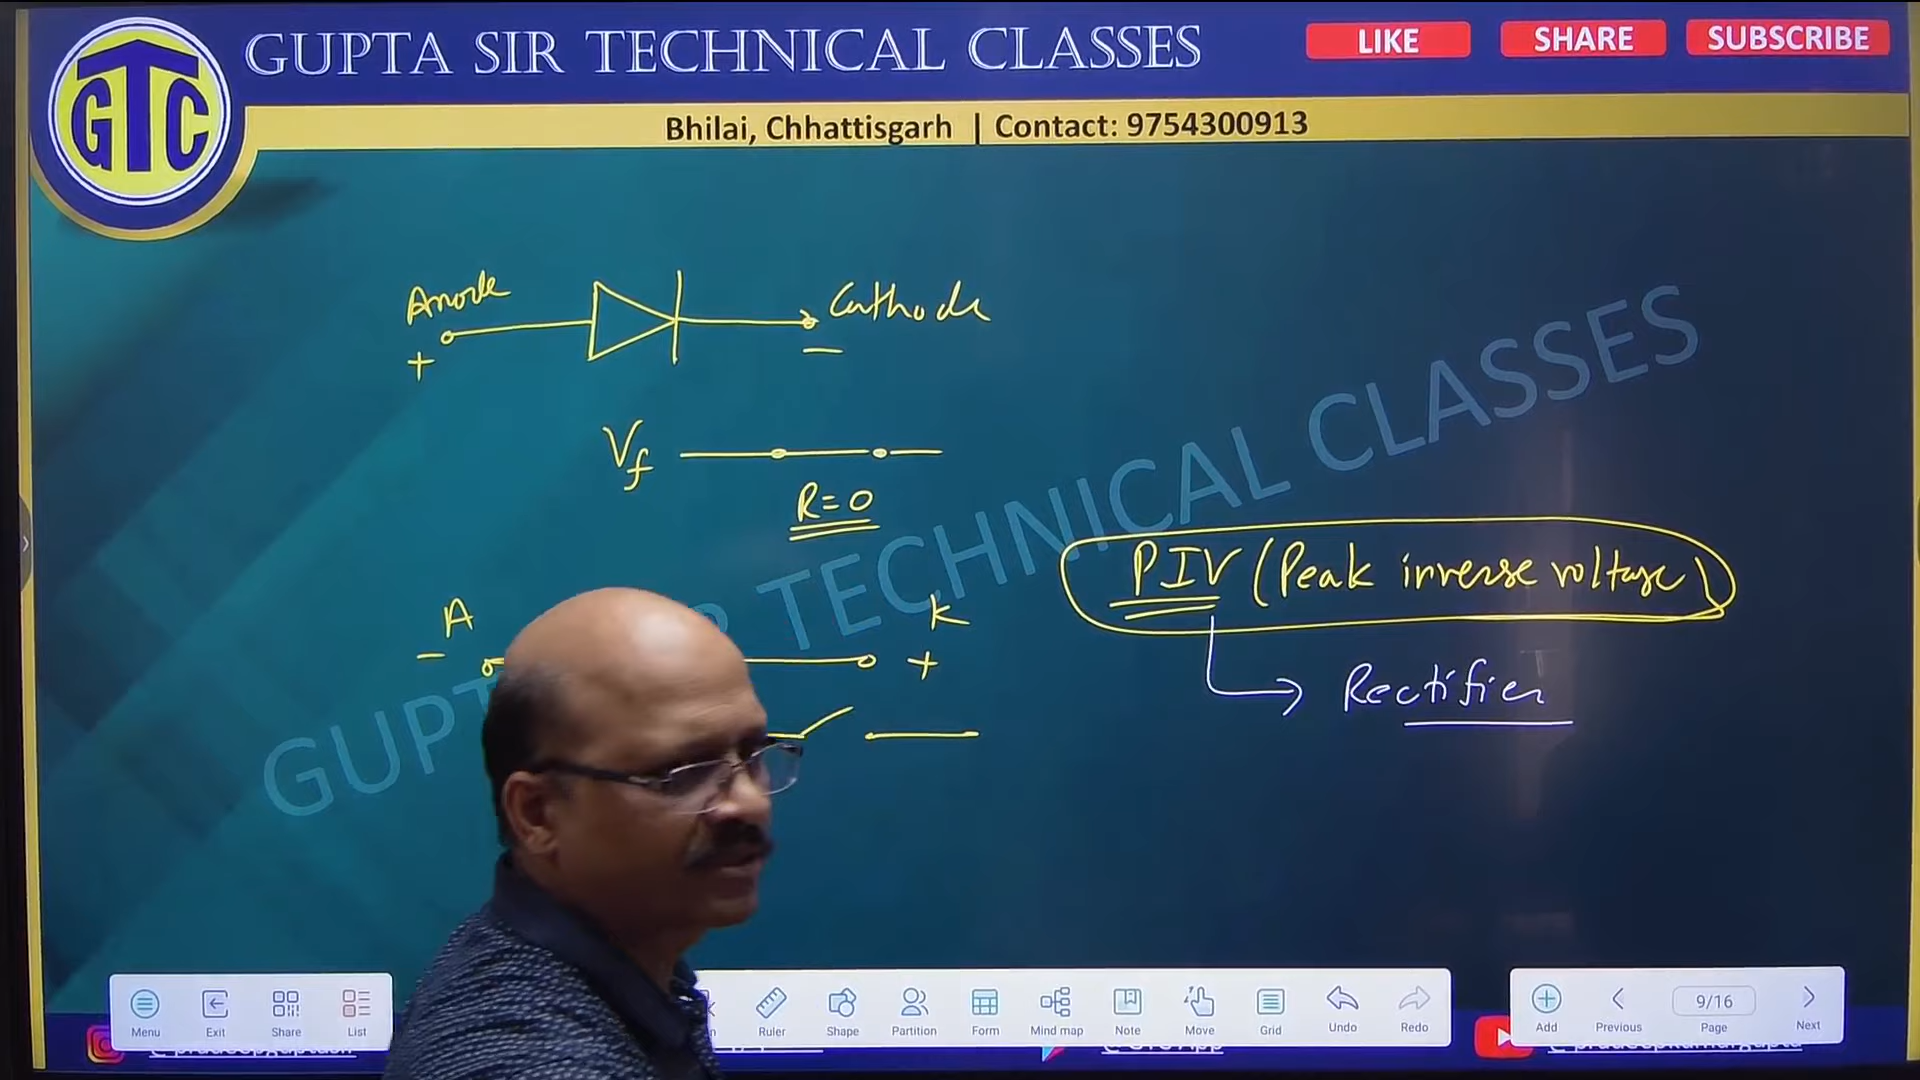 GTC
GUPTA SIR TECHNICAL CLASSES
LIKE
SHARE
SUBSCRIBE
Bhilai, Chhattisgarh | Contact: 9754300913
Anode
Cathode
+
−
Vf
R=0
PIV (Peak inverse voltage)
A
K
−
+
Rectifier
TECHNICAL CLASSES
Menu
Exit
Share
List
Ruler
Shape
Partition
Form
Mind map
Note
Move
Grid
Undo
Redo
Add
Previous
9/16
Page
Next